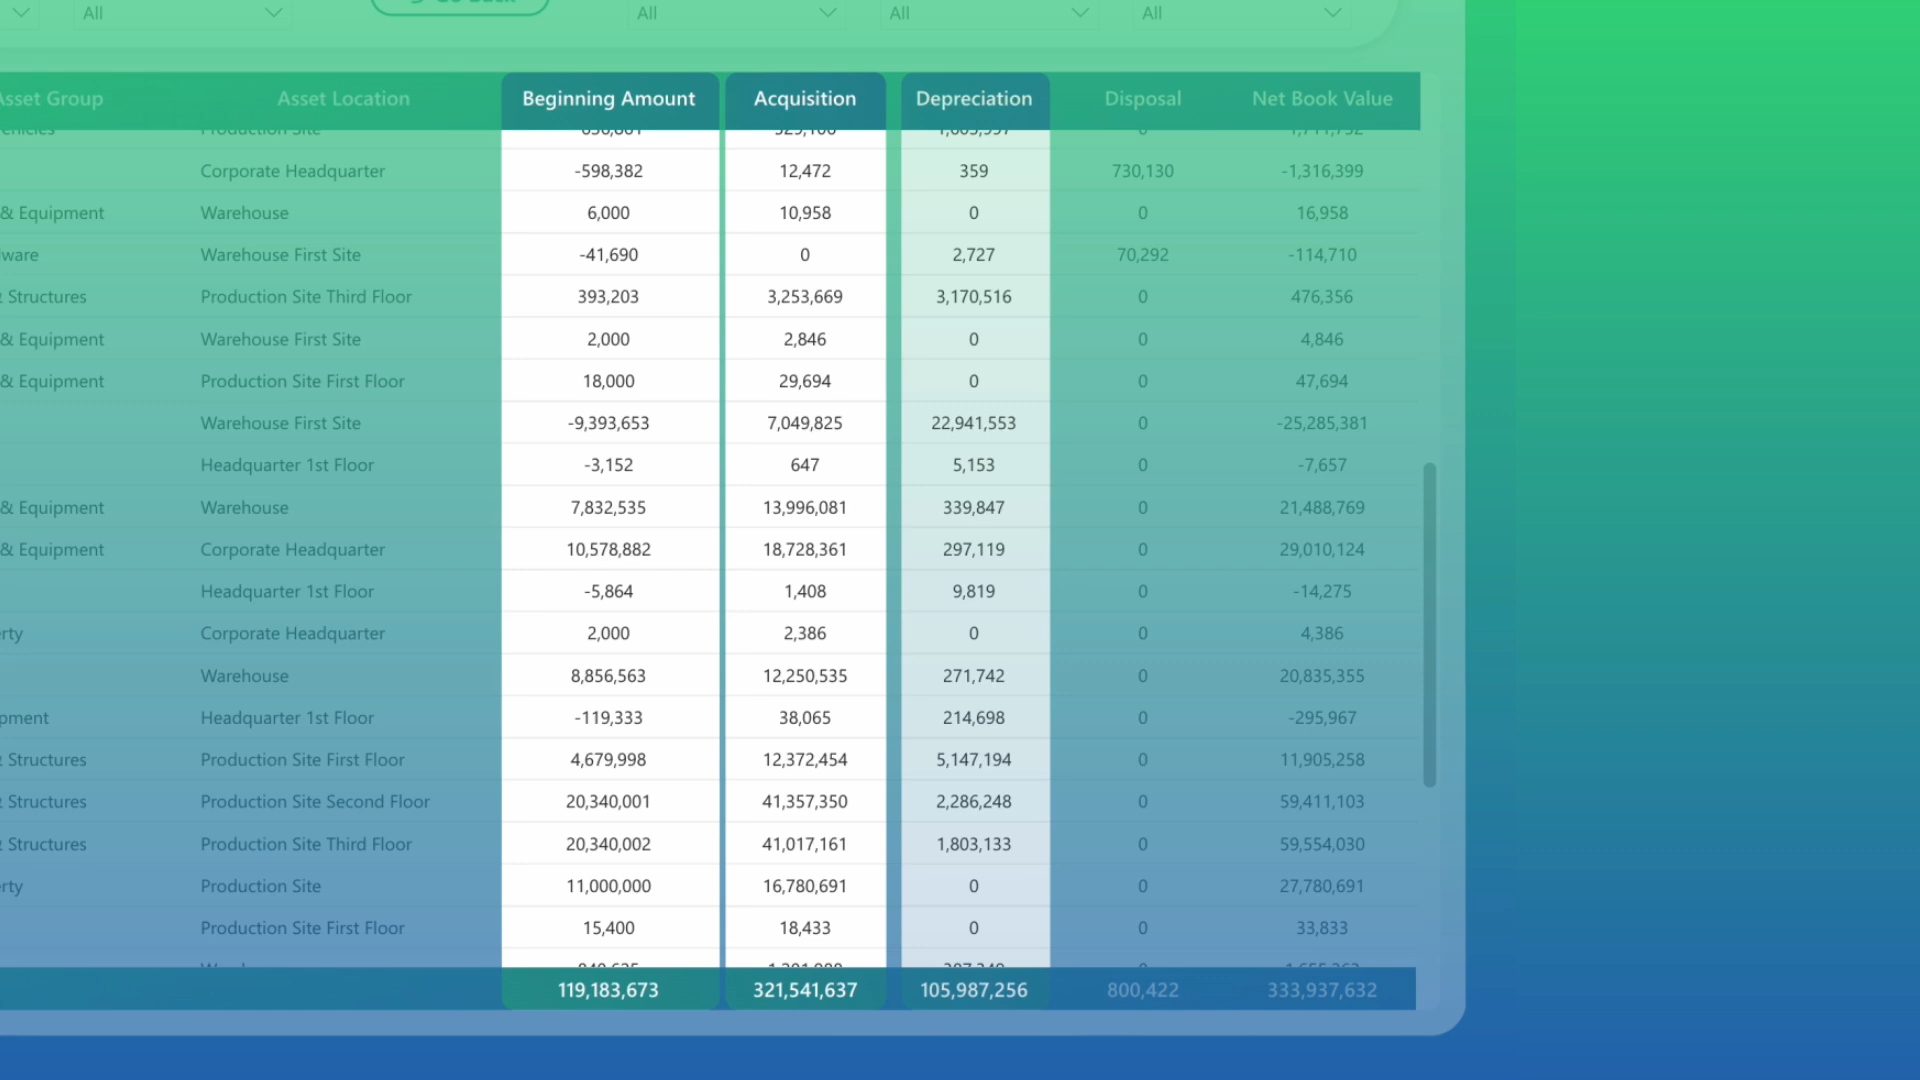 All All All All
Asset Group Asset Location Beginning Amount Acquisition Depreciation Disposal Net Book Value
Corporate Headquarter -598,382 12,472 359 730,130 -1,316,399
& Equipment Warehouse 6,000 10,958 0 0 16,958
Warehouse First Site -41,690 0 2,727 70,292 -114,710
Structures Production Site Third Floor 393,203 3,253,669 3,170,516 0 476,356
& Equipment Warehouse First Site 2,000 2,846 0 0 4,846
& Equipment Production Site First Floor 18,000 29,694 0 0 47,694
Warehouse First Site -9,393,653 7,049,825 22,941,553 0 -25,285,381
Headquarter 1st Floor -3,152 647 5,153 0 -7,657
& Equipment Warehouse 7,832,535 13,996,081 339,847 0 21,488,769
& Equipment Corporate Headquarter 10,578,882 18,728,361 297,119 0 29,010,124
Headquarter 1st Floor -5,864 1,408 9,819 0 -14,275
Corporate Headquarter 2,000 2,386 0 0 4,386
Warehouse 8,856,563 12,250,535 271,742 0 20,835,355
Headquarter 1st Floor -119,333 38,065 214,698 0 -295,967
Structures Production Site First Floor 4,679,998 12,372,454 5,147,194 0 11,905,258
Structures Production Site Second Floor 20,340,001 41,357,350 2,286,248 0 59,411,103
Structures Production Site Third Floor 20,340,002 41,017,161 1,803,133 0 59,554,030
Production Site 11,000,000 16,780,691 0 0 27,780,691
Production Site First Floor 15,400 18,433 0 0 33,833
119,183,673 321,541,637 105,987,256 800,422 333,937,632